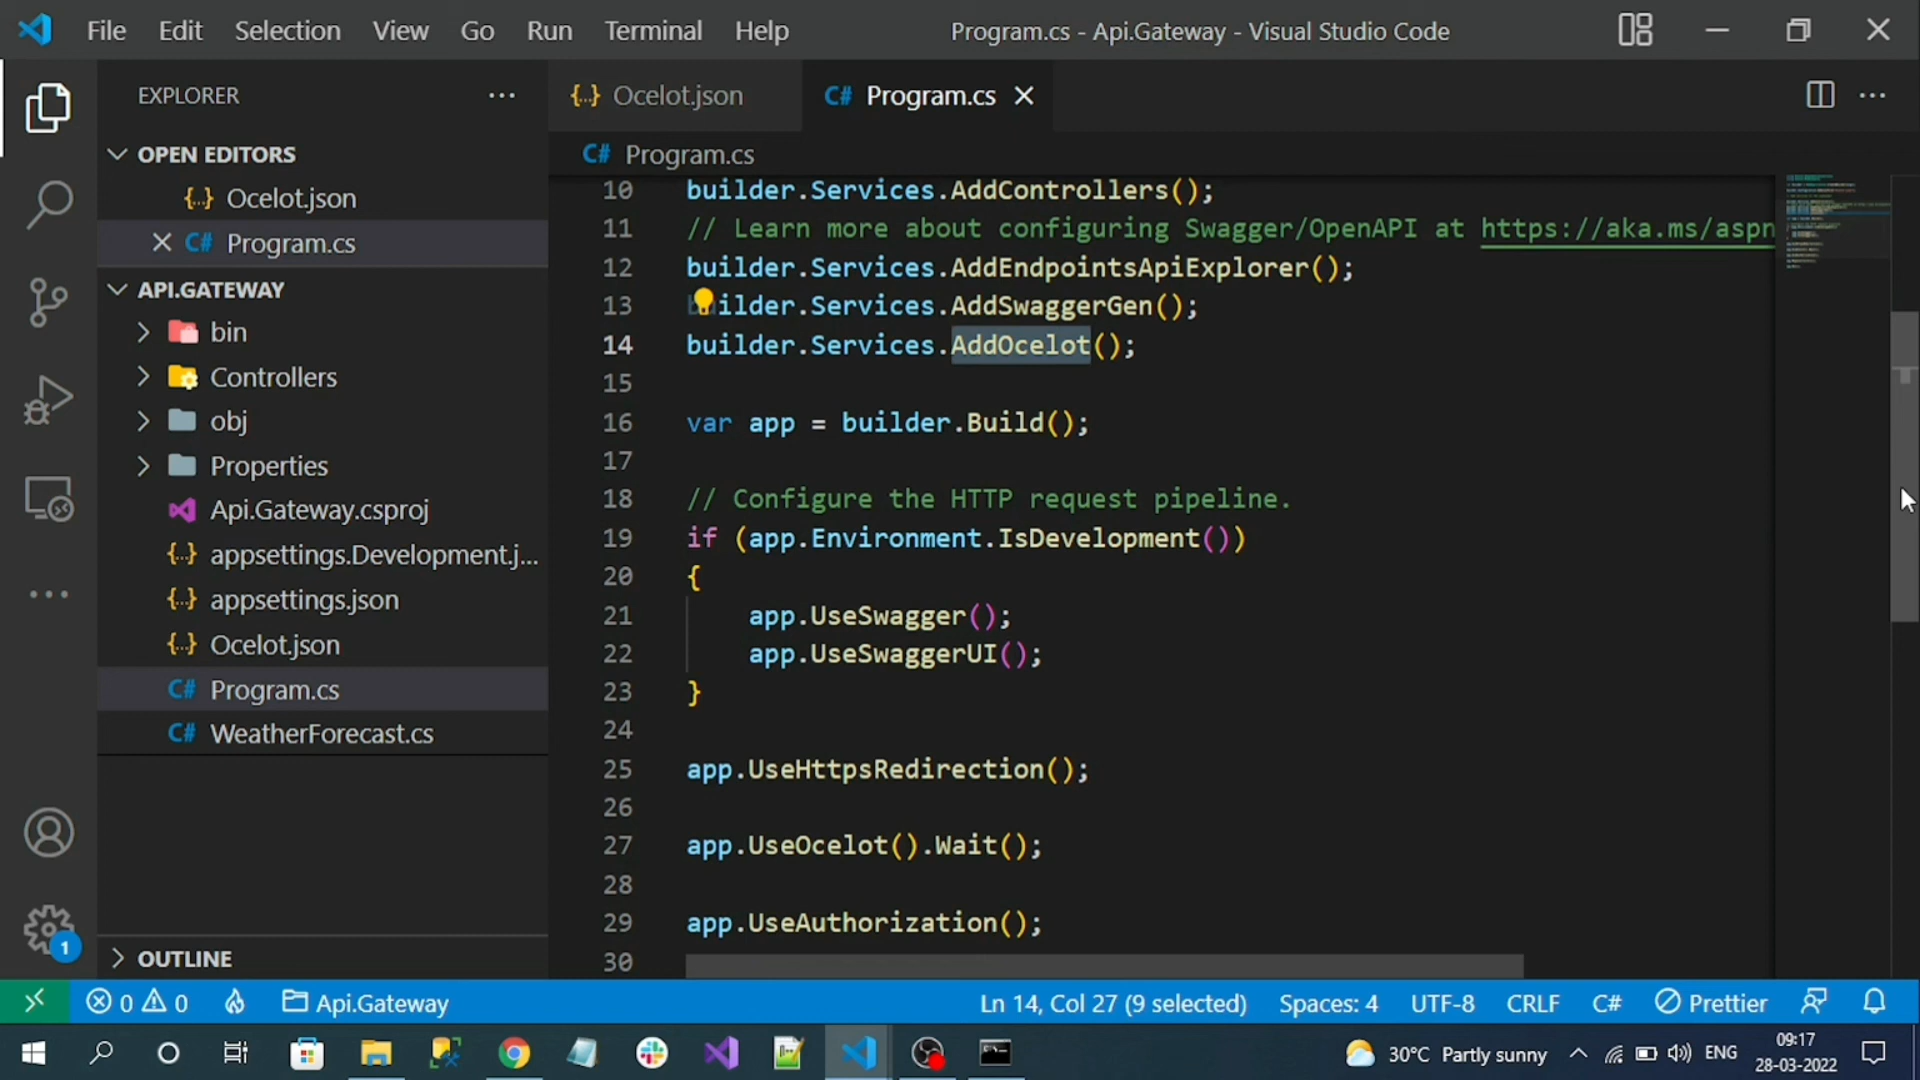 File Edit Selection View Go Run Terminal Help Program.cs - Api.Gateway - Visual Studio Code
EXPLORER ...
OPEN EDITORS
{..} Ocelot.json
C# Program.cs
API.GATEWAY
bin
Controllers
obj
Properties
Api.Gateway.csproj
{..} appsettings.Development.j...
{..} appsettings.json
{..} Ocelot.json
C# Program.cs
C# WeatherForecast.cs
OUTLINE
{..} Ocelot.json C# Program.cs
C# Program.cs
10 builder.Services.AddControllers();
11 // Learn more about configuring Swagger/OpenAPI at https://aka.ms/aspn
12 builder.Services.AddEndpointsApiExplorer();
13 builder.Services.AddSwaggerGen();
14 builder.Services.AddOcelot();
15
16 var app = builder.Build();
17
18 // Configure the HTTP request pipeline.
19 if (app.Environment.IsDevelopment())
20 {
21 app.UseSwagger();
22 app.UseSwaggerUI();
23 }
24
25 app.UseHttpsRedirection();
26
27 app.UseOcelot().Wait();
28
29 app.UseAuthorization();
30
1
0 0 Api.Gateway Ln 14, Col 27 (9 selected) Spaces: 4 UTF-8 CRLF C# Prettier
30°C Partly sunny ENG 09:17
28-03-2022